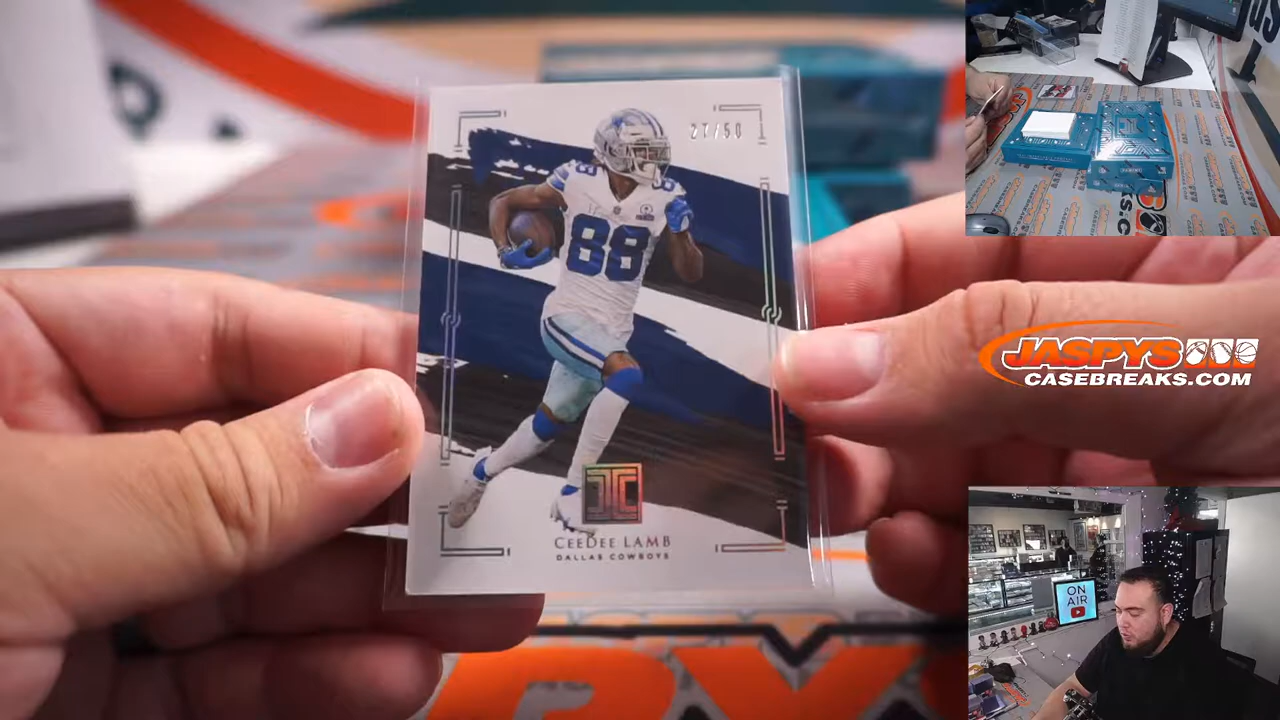 27/50
88
CEEDEE LAMB
DALLAS COWBOYS
JASPYS
CASEBREAKS.COM
ON
AIR